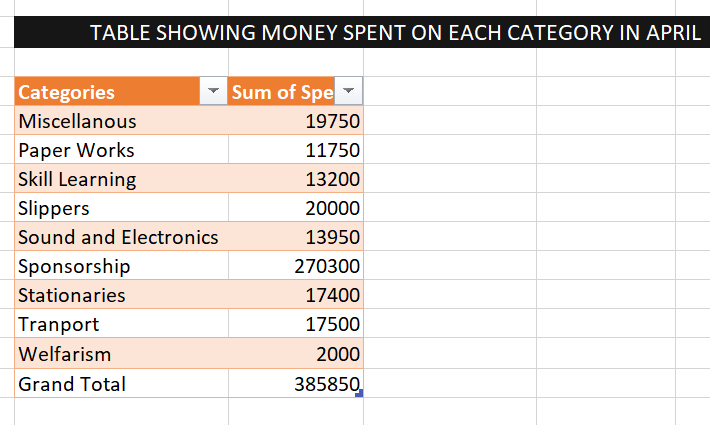 TABLE SHOWING MONEY SPENT ON EACH CATEGORY IN APRIL
Categories Sum of Spe
Miscellanous 19750
Paper Works 11750
Skill Learning 13200
Slippers 20000
Sound and Electronics 13950
Sponsorship 270300
Stationaries 17400
Tranport 17500
Welfarism 2000
Grand Total 385850